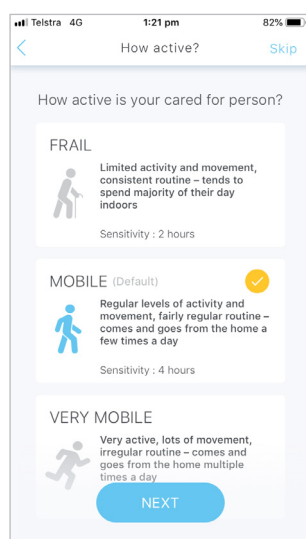 Telstra 4G 1:21 pm 82%
How active? Skip
How active is your cared for person?
FRAIL
Limited activity and movement,
consistent routine – tends to
spend majority of their day
indoors
Sensitivity : 2 hours
MOBILE (Default)
Regular levels of activity and
movement, fairly regular routine –
comes and goes from the home a
few times a day
Sensitivity : 4 hours
VERY MOBILE
Very active, lots of movement,
irregular routine – comes and
goes from the home multiple
times a day
NEXT